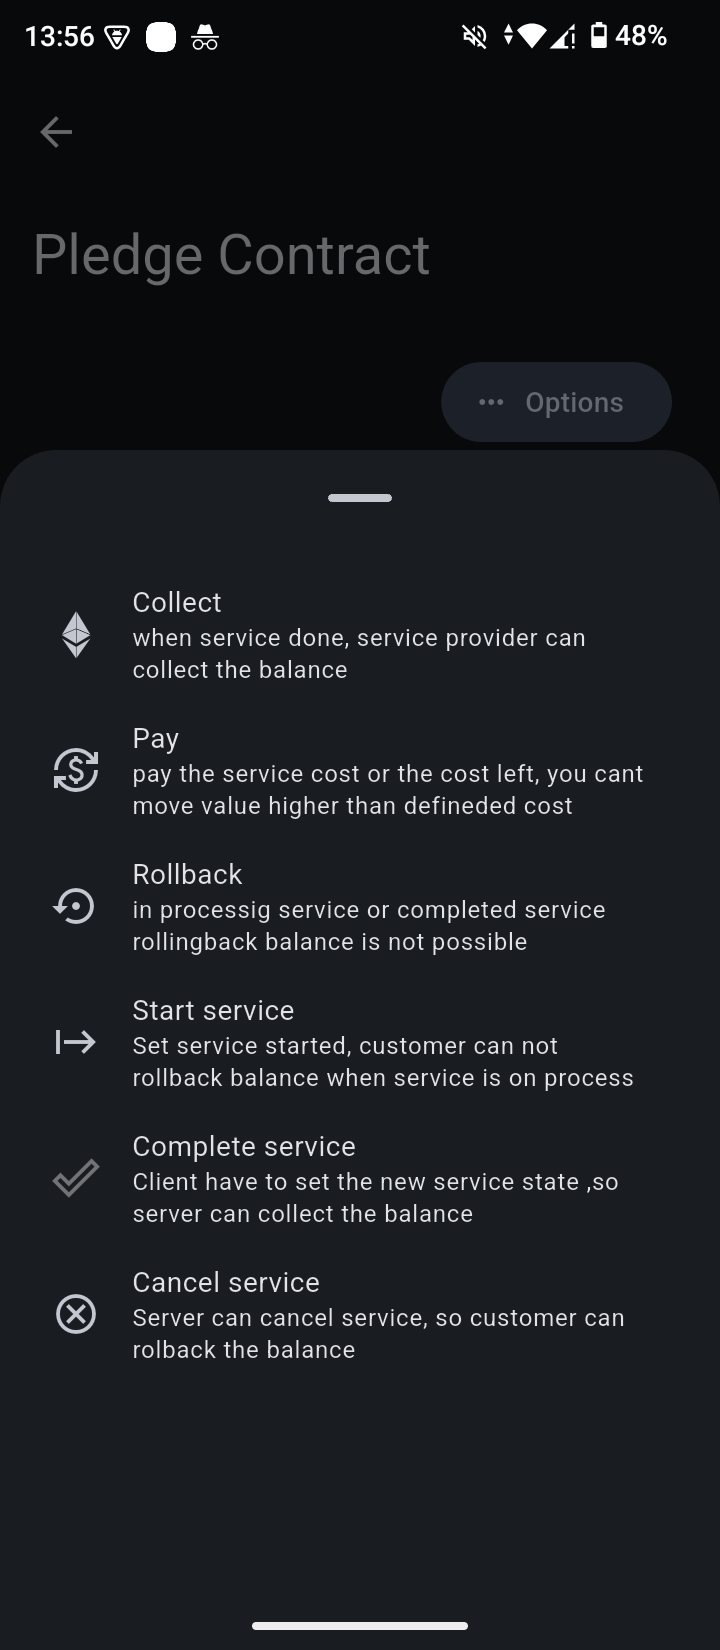 13:56
48%
Pledge Contract
Options
Collect
when service done, service provider can
collect the balance
Pay
pay the service cost or the cost left, you cant
move value higher than defineded cost
Rollback
in processig service or completed service
rollingback balance is not possible
Start service
Set service started, customer can not
rollback balance when service is on process
Complete service
Client have to set the new service state ,so
server can collect the balance
Cancel service
Server can cancel service, so customer can
rolback the balance